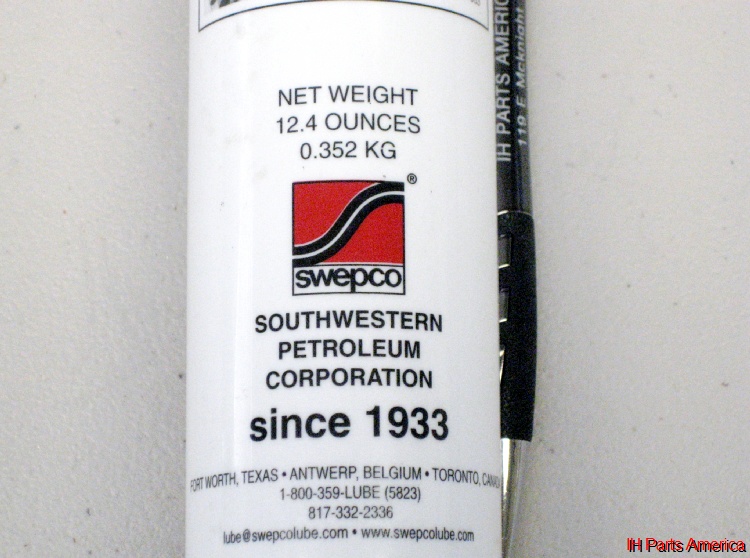 NET WEIGHT
12.4 OUNCES
0.352 KG
®
swepco
SOUTHWESTERN
PETROLEUM
CORPORATION
since 1933
FORT WORTH, TEXAS • ANTWERP, BELGIUM • TORONTO, CANADA
1-800-359-LUBE (5823)
817-332-2336
lube@swepcolube.com • www.swepcolube.com
IH PARTS AMERIC
119 E. McKnight
IH Parts America